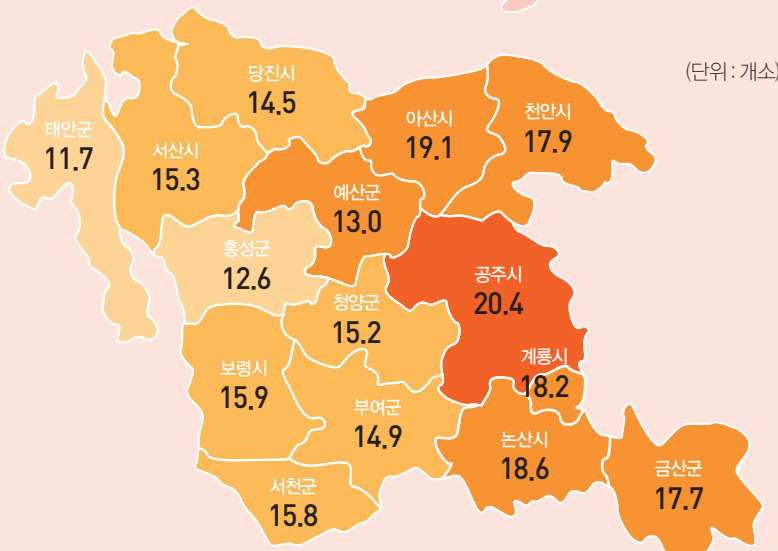 (단위 : 개소)
당진시
14.5
아산시
19.1
천안시
17.9
태안군
11.7
서산시
15.3
예산군
13.0
홍성군
12.6
공주시
20.4
청양군
15.2
계룡시
18.2
보령시
15.9
부여군
14.9
논산시
18.6
금산군
17.7
서천군
15.8